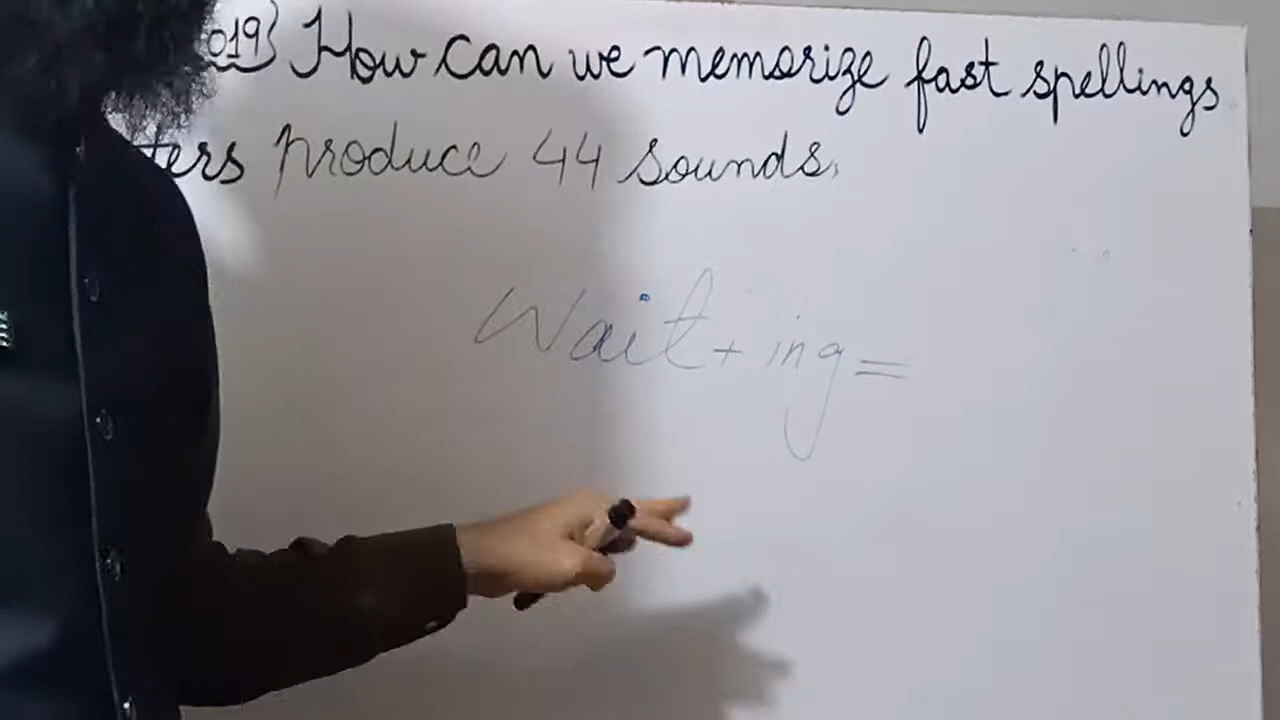 019) How can we memorize fast spellings
ters produce 44 sounds.
Wait + ing =